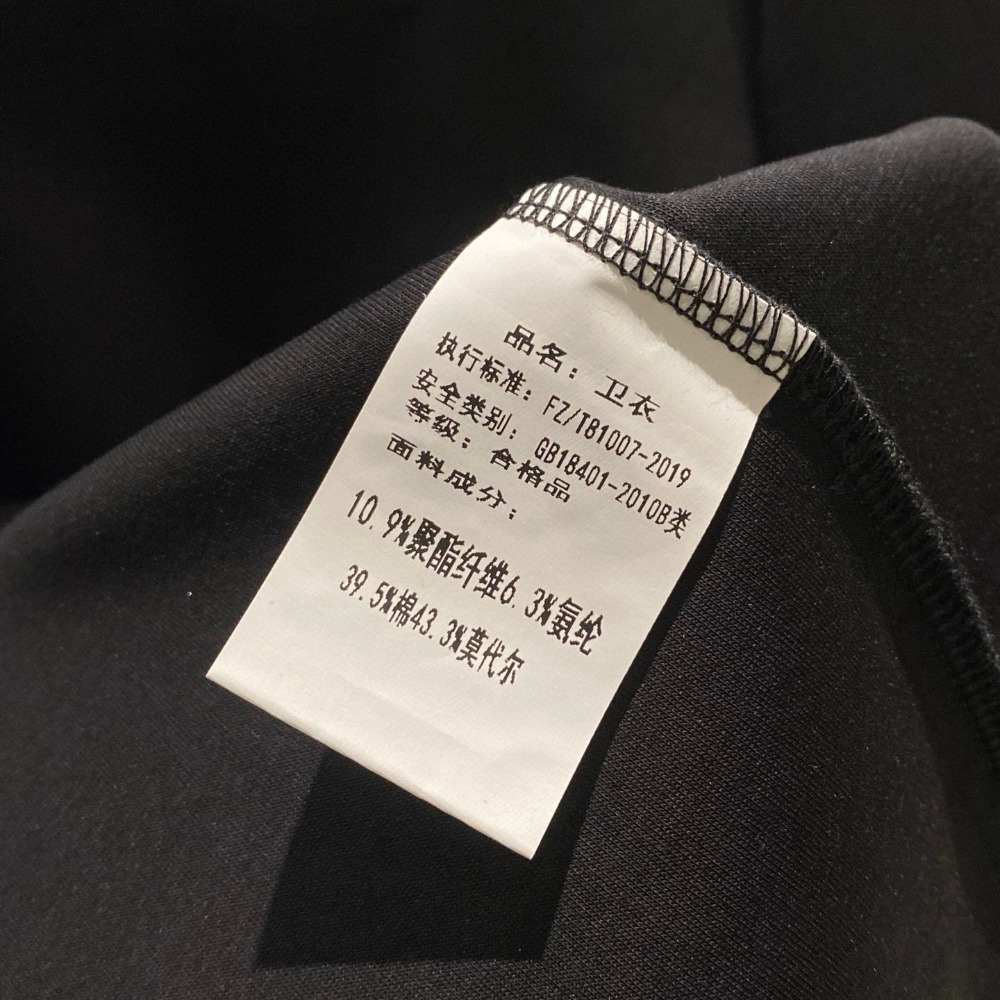 品名：卫衣
执行标准：FZ/T81007-2019
安全类别：GB18401-2010B类
等级：合格品
面料成分：
10.9%聚酯纤维6.3%氨纶
39.5%棉43.3%莫代尔